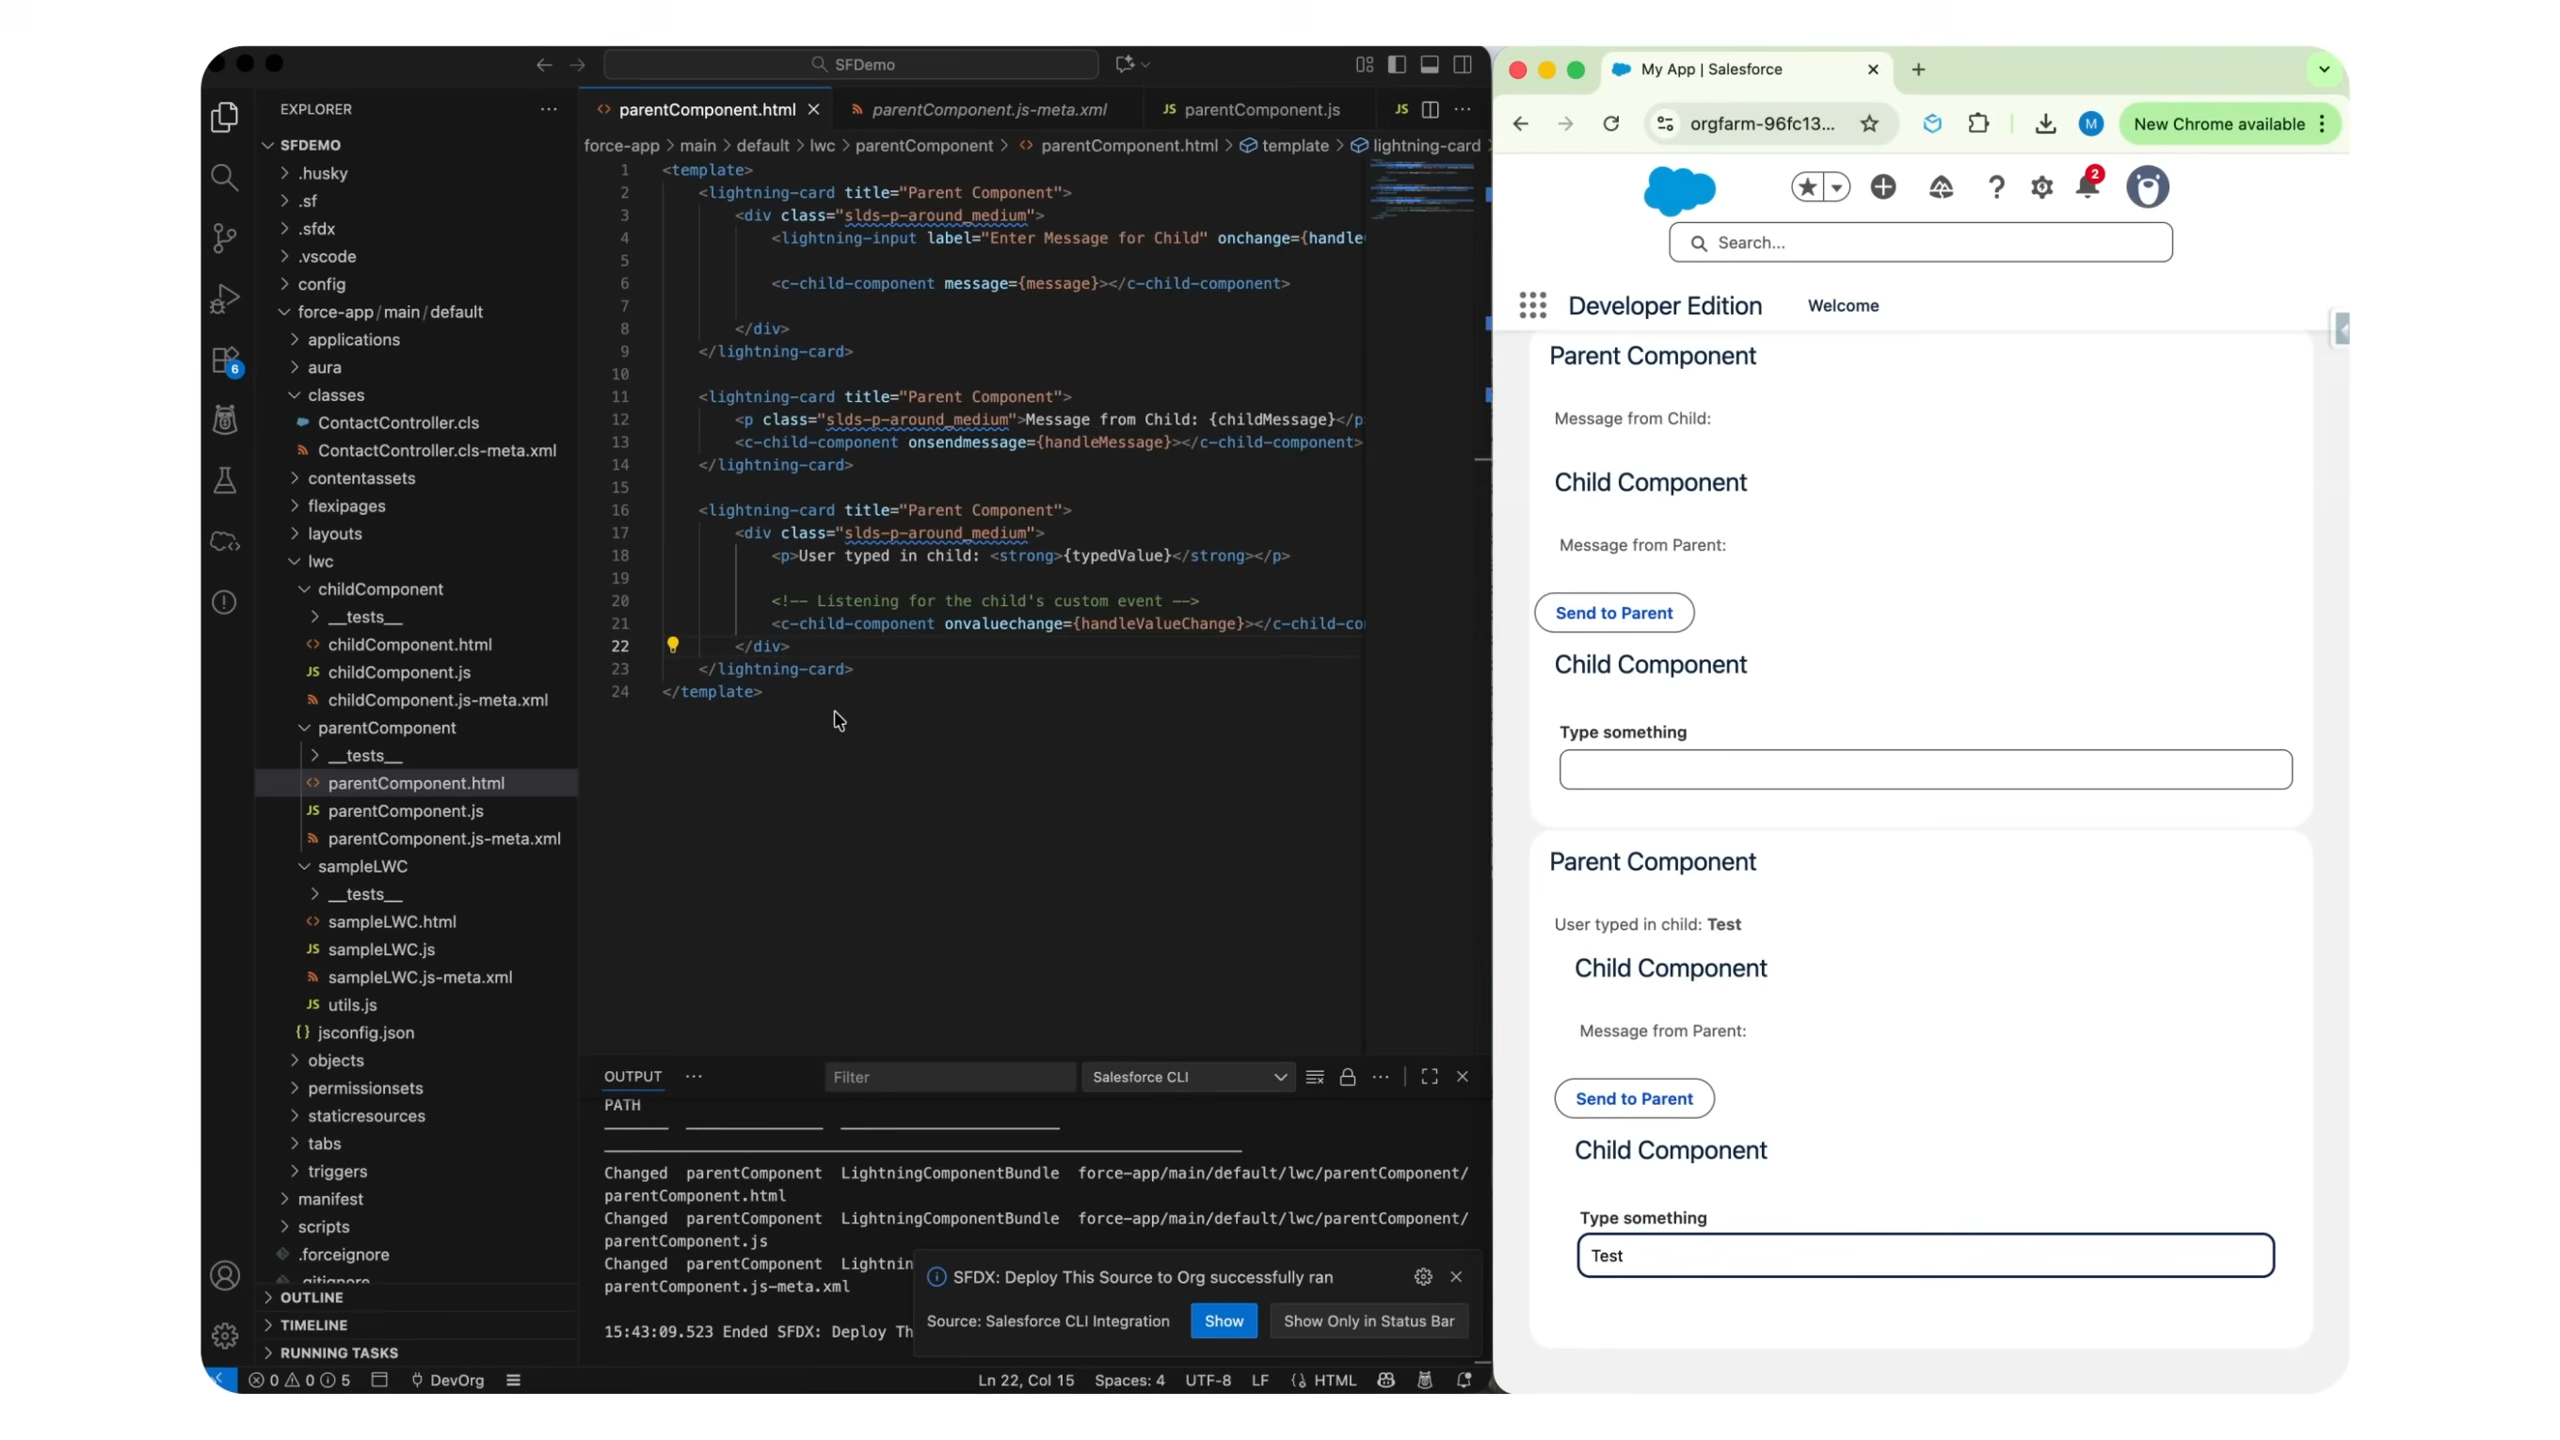 SFDemo
EXPLORER
SFDEMO
.husky
.sf
.sfdx
.vscode
config
force-app/main/default
applications
aura
classes
ContactController.cls
ContactController.cls-meta.xml
contentassets
flexipages
layouts
lwc
childComponent
__tests__
childComponent.html
JS childComponent.js
childComponent.js-meta.xml
parentComponent
__tests__
parentComponent.html
JS parentComponent.js
parentComponent.js-meta.xml
sampleLWC
__tests__
sampleLWC.html
JS sampleLWC.js
sampleLWC.js-meta.xml
JS utils.js
{} jsconfig.json
objects
permissionsets
staticresources
tabs
triggers
manifest
scripts
.forceignore
.gitignore
OUTLINE
TIMELINE
RUNNING TASKS
6
parentComponent.html
parentComponent.js-meta.xml
JS parentComponent.js
JS
force-app > main > default > lwc > parentComponent > parentComponent.html > template > lightning-card
1 <template>
2 <lightning-card title="Parent Component">
3 <div class="slds-p-around_medium">
4 <lightning-input label="Enter Message for Child" onchange={handle
5
6 <c-child-component message={message}></c-child-component>
7
8 </div>
9 </lightning-card>
10
11 <lightning-card title="Parent Component">
12 <p class="slds-p-around_medium">Message from Child: {childMessage}</p
13 <c-child-component onsendmessage={handleMessage}></c-child-component>
14 </lightning-card>
15
16 <lightning-card title="Parent Component">
17 <div class="slds-p-around_medium">
18 <p>User typed in child: <strong>{typedValue}</strong></p>
19
20 <!-- Listening for the child's custom event -->
21 <c-child-component onvaluechange={handleValueChange}></c-child-co
22 </div>
23 </lightning-card>
24 </template>
OUTPUT
Filter
Salesforce CLI
PATH
Changed parentComponent LightningComponentBundle force-app/main/default/lwc/parentComponent/
parentComponent.html
Changed parentComponent LightningComponentBundle force-app/main/default/lwc/parentComponent/
parentComponent.js
Changed parentComponent Lightnin
parentComponent.js-meta.xml
15:43:09.523 Ended SFDX: Deploy Th
SFDX: Deploy This Source to Org successfully ran
Source: Salesforce CLI Integration
Show
Show Only in Status Bar
0 0 5
DevOrg
Ln 22, Col 15
Spaces: 4
UTF-8
LF
HTML
My App | Salesforce
orgfarm-96fc13...
M
New Chrome available
2
Search...
Developer Edition
Welcome
Parent Component
Message from Child:
Child Component
Message from Parent:
Send to Parent
Child Component
Type something
Parent Component
User typed in child: Test
Child Component
Message from Parent:
Send to Parent
Child Component
Type something
Test